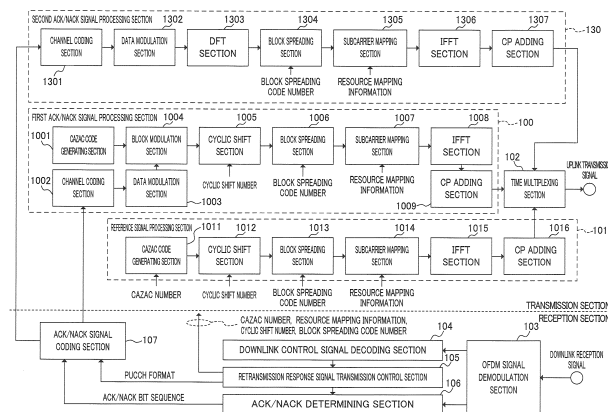 SECOND ACK/NACK SIGNAL PROCESSING SECTION
1302
1303
1304
1305
1306
1307
130
CHANNEL CODING
SECTION
DATA MODULATION
SECTION
DFT
SECTION
BLOCK SPREADING
SECTION
SUBCARRIER MAPPING
SECTION
IFFT
SECTION
CP ADDING
SECTION
1301
BLOCK SPREADING
CODE NUMBER
RESOURCE MAPPING
INFORMATION
FIRST ACK/NACK SIGNAL PROCESSING SECTION
100
1001
1004
1005
1006
1007
1008
CAZAC CODE
GENERATING SECTION
BLOCK MODULATION
SECTION
CYCLIC SHIFT
SECTION
BLOCK SPREADING
SECTION
SUBCARRIER MAPPING
SECTION
IFFT
SECTION
102
UPLINK TRANSMISSION
SIGNAL
1002
CHANNEL CODING
SECTION
DATA MODULATION
SECTION
1003
CYCLIC SHIFT NUMBER
BLOCK SPREADING
CODE NUMBER
RESOURCE MAPPING
INFORMATION
CP ADDING
SECTION
1009
TIME MULTIPLEXING
SECTION
REFERENCE SIGNAL PROCESSING SECTION
101
1011
1012
1013
1014
1015
1016
CAZAC CODE
GENERATING SECTION
CYCLIC SHIFT
SECTION
BLOCK SPREADING
SECTION
SUBCARRIER MAPPING
SECTION
IFFT
SECTION
CP ADDING
SECTION
CAZAC NUMBER
CYCLIC SHIFT NUMBER
BLOCK SPREADING
CODE NUMBER
RESOURCE MAPPING
INFORMATION
TRANSMISSION SECTION
RECEPTION SECTION
CAZAC NUMBER, RESOURCE MAPPING INFORMATION,
CYCLIC SHIFT NUMBER, BLOCK SPREADING CODE NUMBER
ACK/NACK SIGNAL
CODING SECTION
107
104
DOWNLINK CONTROL SIGNAL DECODING SECTION
103
OFDM SIGNAL
DEMODULATION
SECTION
DOWNLINK RECEPTION
SIGNAL
105
PUCCH FORMAT
RETRANSMISSION RESPONSE SIGNAL TRANSMISSION CONTROL SECTION
106
ACK/NACK BIT SEQUENCE
ACK/NACK DETERMINING SECTION